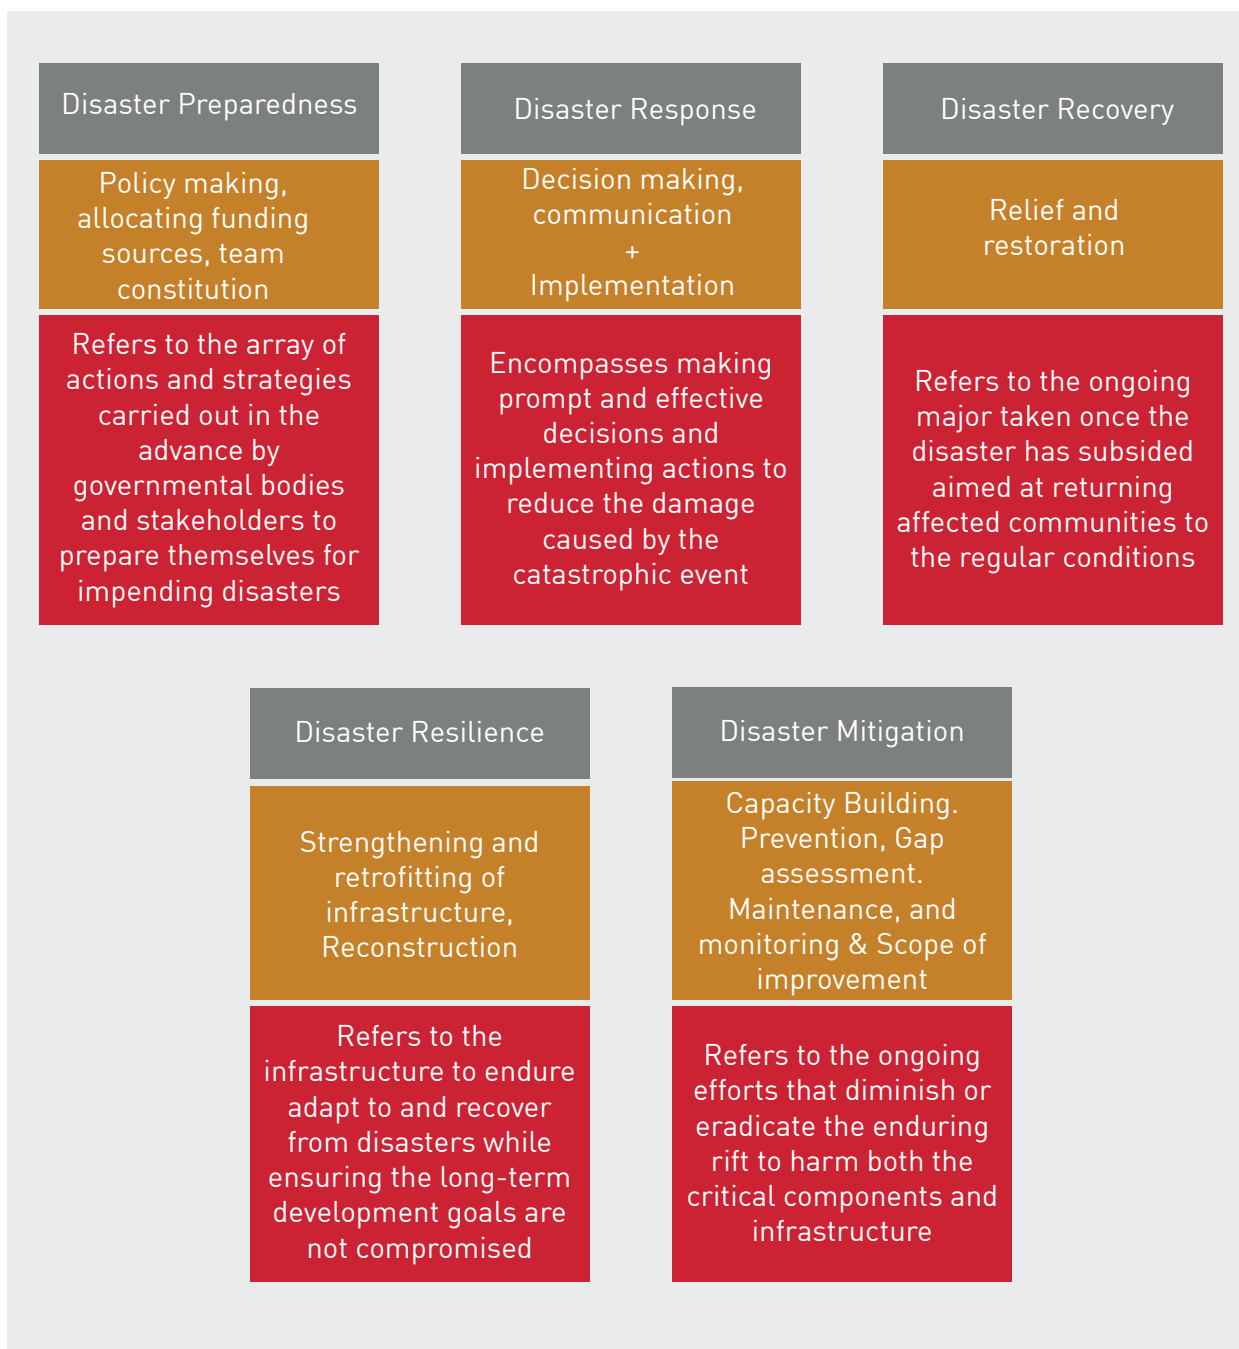 Disaster Preparedness
Policy making,
allocating funding
sources, team
constitution
Refers to the array of
actions and strategies
carried out in the
advance by
governmental bodies
and stakeholders to
prepare themselves for
impending disasters
Disaster Response
Decision making,
communication
+
Implementation
Encompasses making
prompt and effective
decisions and
implementing actions to
reduce the damage
caused by the
catastrophic event
Disaster Recovery
Relief and
restoration
Refers to the ongoing
major taken once the
disaster has subsided
aimed at returning
affected communities to
the regular conditions
Disaster Resilience
Strengthening and
retrofitting of
infrastructure,
Reconstruction
Refers to the
infrastructure to endure
adapt to and recover
from disasters while
ensuring the long-term
development goals are
not compromised
Disaster Mitigation
Capacity Building.
Prevention, Gap
assessment.
Maintenance, and
monitoring & Scope of
improvement
Refers to the ongoing
efforts that diminish or
eradicate the enduring
rift to harm both the
critical components and
infrastructure